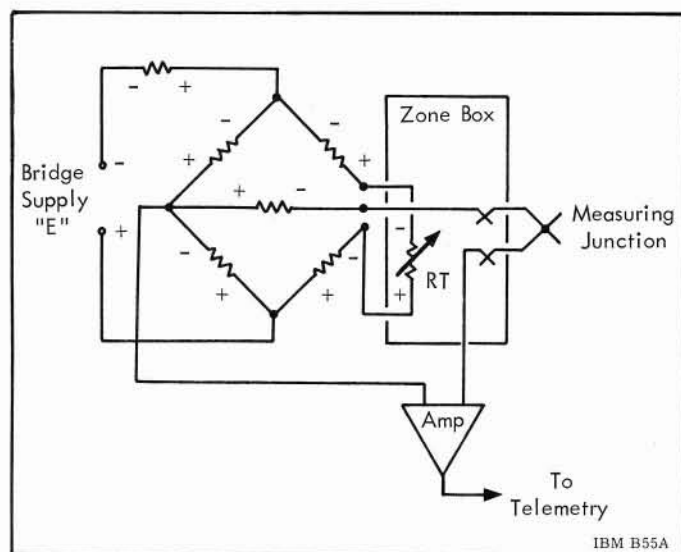 Zone Box
Bridge
Supply
"E"
Measuring
Junction
RT
Amp
To
Telemetry
IBM B55A
- +
-
+
- +
- +
+ -
- +
- +
- +